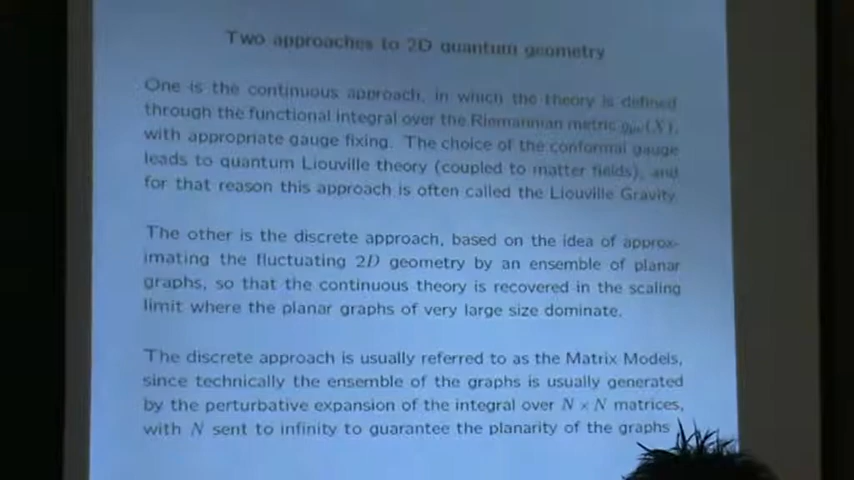 Two approaches to 2D quantum geometry
One is the continuous approach, in which the theory is defined
through the functional integral over the Riemannian metric gμν(X),
with appropriate gauge fixing. The choice of the conformal gauge
leads to quantum Liouville theory (coupled to matter fields), and
for that reason this approach is often called the Liouville Gravity.
The other is the discrete approach, based on the idea of approx-
imating the fluctuating 2D geometry by an ensemble of planar
graphs, so that the continuous theory is recovered in the scaling
limit where the planar graphs of very large size dominate.
The discrete approach is usually referred to as the Matrix Models,
since technically the ensemble of the graphs is usually generated
by the perturbative expansion of the integral over N × N matrices,
with N sent to infinity to guarantee the planarity of the graphs